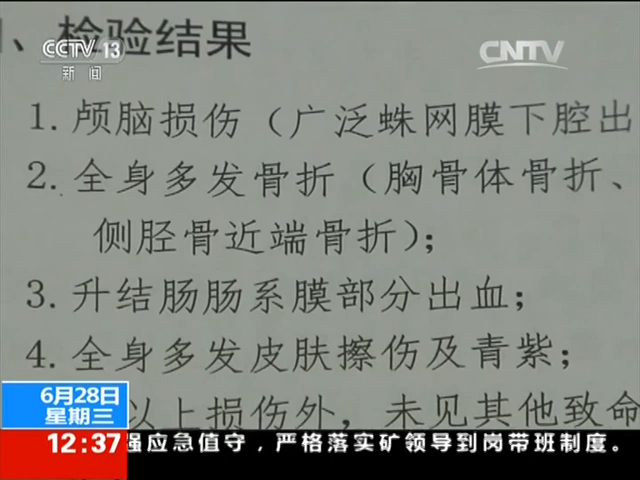 CCTV 13
新闻
CNTV
、检验结果
1.颅脑损伤（广泛蛛网膜下腔出
2.全身多发骨折（胸骨体骨折、
侧胫骨近端骨折）；
3.升结肠肠系膜部分出血；
4.全身多发皮肤擦伤及青紫；
以上损伤外，未见其他致命
6月28日
星期三
12:37
强应急值守，严格落实矿领导到岗带班制度。